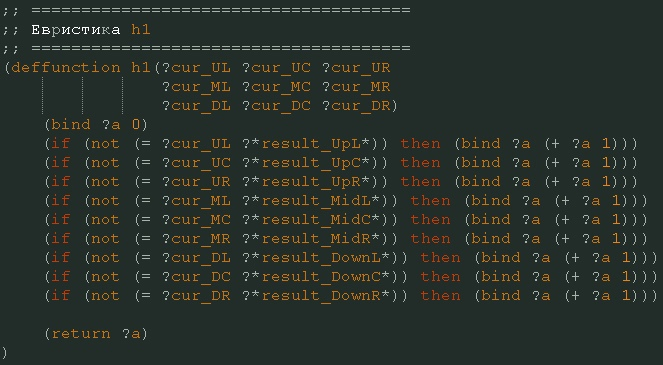 ;; ======================================
;; Евристика h1
;; ======================================
(deffunction h1(?cur_UL ?cur_UC ?cur_UR
?cur_ML ?cur_MC ?cur_MR
?cur_DL ?cur_DC ?cur_DR)
(bind ?a 0)
(if (not (= ?cur_UL ?*result_UpL*)) then (bind ?a (+ ?a 1)))
(if (not (= ?cur_UC ?*result_UpC*)) then (bind ?a (+ ?a 1)))
(if (not (= ?cur_UR ?*result_UpR*)) then (bind ?a (+ ?a 1)))
(if (not (= ?cur_ML ?*result_MidL*)) then (bind ?a (+ ?a 1)))
(if (not (= ?cur_MC ?*result_MidC*)) then (bind ?a (+ ?a 1)))
(if (not (= ?cur_MR ?*result_MidR*)) then (bind ?a (+ ?a 1)))
(if (not (= ?cur_DL ?*result_DownL*)) then (bind ?a (+ ?a 1)))
(if (not (= ?cur_DC ?*result_DownC*)) then (bind ?a (+ ?a 1)))
(if (not (= ?cur_DR ?*result_DownR*)) then (bind ?a (+ ?a 1)))
(return ?a)
)